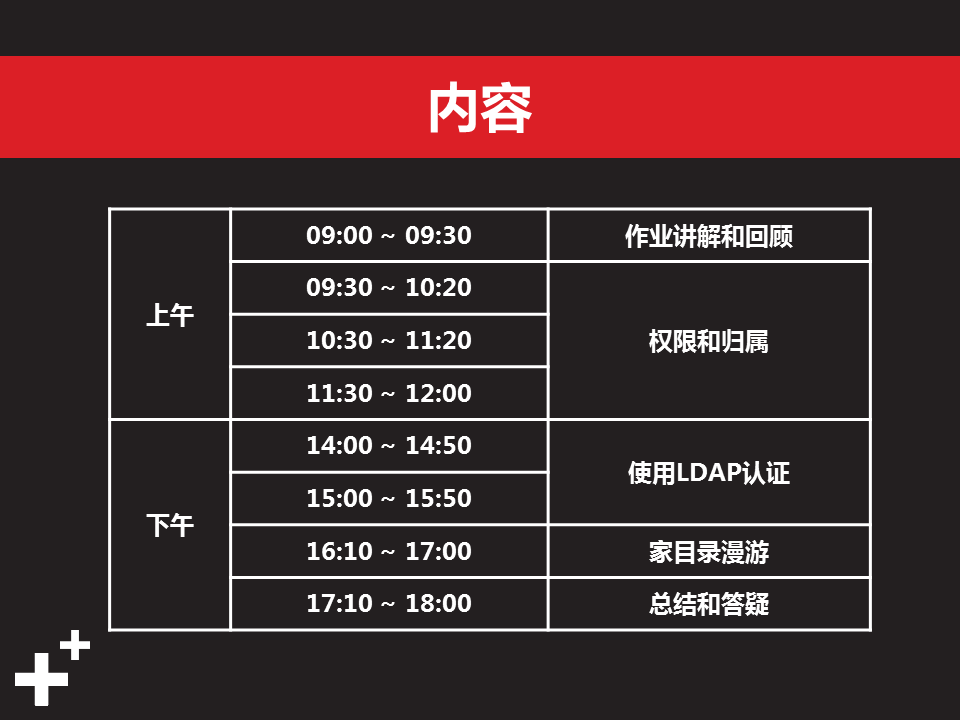 内容
上午
09:00 ~ 09:30
作业讲解和回顾
09:30 ~ 10:20
权限和归属
10:30 ~ 11:20
11:30 ~ 12:00
下午
14:00 ~ 14:50
使用LDAP认证
15:00 ~ 15:50
16:10 ~ 17:00
家目录漫游
17:10 ~ 18:00
总结和答疑